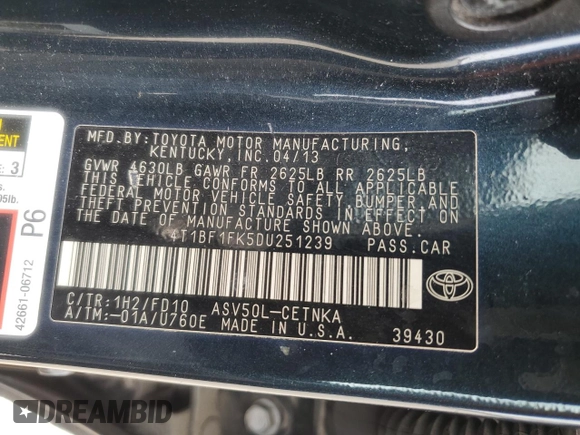 MFD.BY:TOYOTA MOTOR MANUFACTURING,
KENTUCKY, INC. 04/13
GVWR 4630LB GAWR FR 2625LB RR 2625LB
THIS VEHICLE CONFORMS TO ALL APPLICABLE
FEDERAL MOTOR VEHICLE SAFETY, BUMPER, AND
THEFT PREVENTION STANDARDS IN EFFECT ON
THE DATE OF MANUFACTURE SHOWN ABOVE.
4T1BF1FK5DU251239 PASS.CAR
C/TR:1H2/FD10 ASV50L-CETNKA
A/TM:-01A/U760E MADE IN U.S.A. 39430
TOYOTA
3
P6
42661-06712
DREAMBID